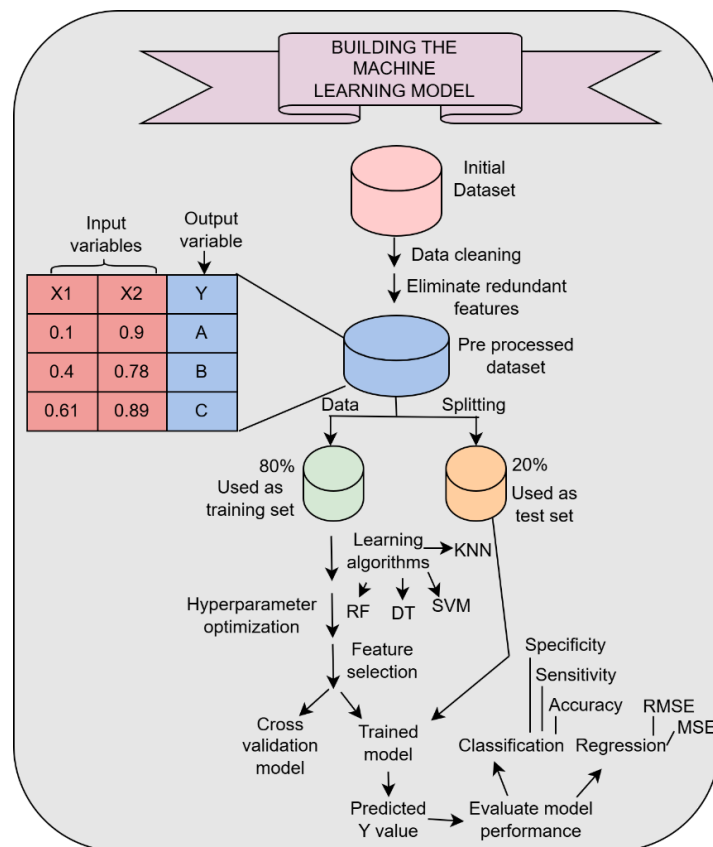 BUILDING THE
MACHINE
LEARNING MODEL
Initial
Dataset
Data cleaning
Eliminate redundant
features
Input
variables
Output
variable
X1 X2 Y
0.1 0.9 A
0.4 0.78 B
0.61 0.89 C
Pre processed
dataset
Data Splitting
80%
Used as
training set
20%
Used as
test set
Learning
algorithms
KNN
RF DT SVM
Hyperparameter
optimization
Feature
selection
Cross
validation
model
Trained
model
Specificity
Sensitivity
Accuracy
Classification
RMSE
MSE
Regression
Predicted
Y value
Evaluate model
performance